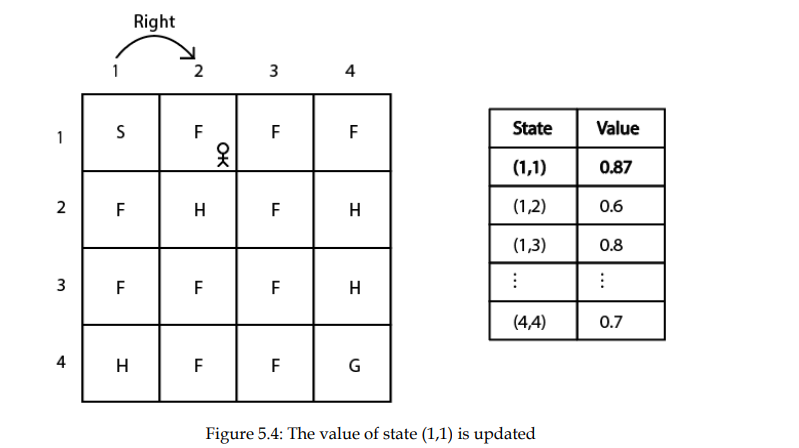 Right
1 2 3 4
1 S F F F
2 F H F H
3 F F F H
4 H F F G
State Value
(1,1) 0.87
(1,2) 0.6
(1,3) 0.8
⋮ ⋮
(4,4) 0.7
Figure 5.4: The value of state (1,1) is updated